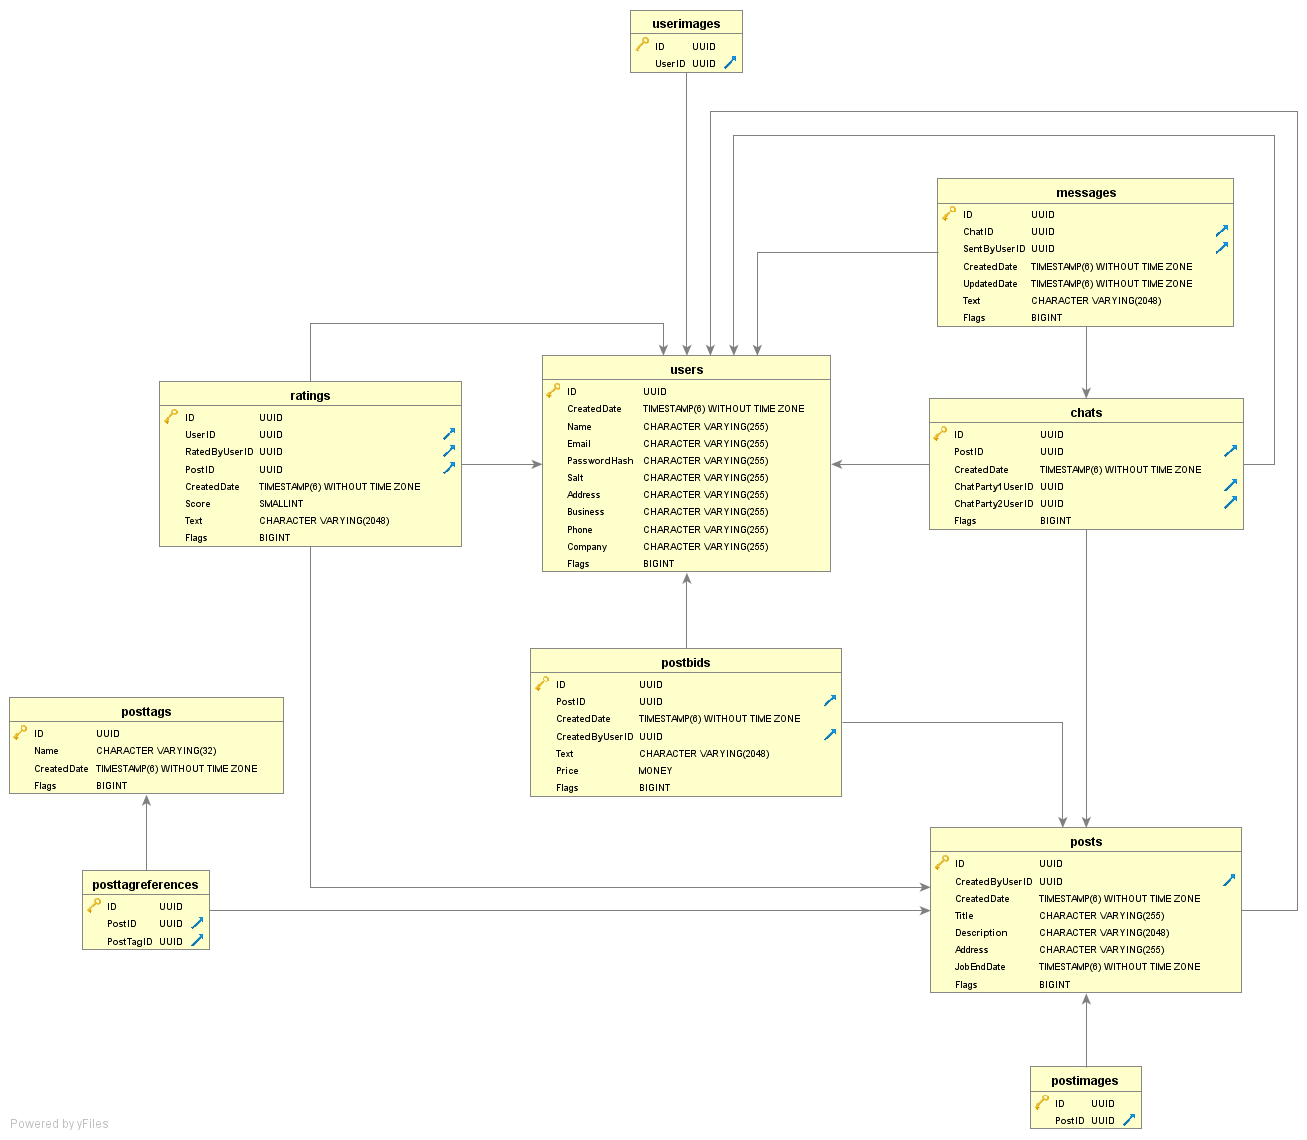 userimages
ID UUID
UserID UUID
messages
ID UUID
ChatID UUID
SentByUserID UUID
CreatedDate TIMESTAMP(6) WITHOUT TIME ZONE
UpdatedDate TIMESTAMP(6) WITHOUT TIME ZONE
Text CHARACTER VARYING(2048)
Flags BIGINT
users
ID UUID
CreatedDate TIMESTAMP(6) WITHOUT TIME ZONE
Name CHARACTER VARYING(255)
Email CHARACTER VARYING(255)
PasswordHash CHARACTER VARYING(255)
Salt CHARACTER VARYING(255)
Address CHARACTER VARYING(255)
Business CHARACTER VARYING(255)
Phone CHARACTER VARYING(255)
Company CHARACTER VARYING(255)
Flags BIGINT
ratings
ID UUID
UserID UUID
RatedByUserID UUID
PostID UUID
CreatedDate TIMESTAMP(6) WITHOUT TIME ZONE
Score SMALLINT
Text CHARACTER VARYING(2048)
Flags BIGINT
chats
ID UUID
PostID UUID
CreatedDate TIMESTAMP(6) WITHOUT TIME ZONE
ChatParty1UserID UUID
ChatParty2UserID UUID
Flags BIGINT
postbids
ID UUID
PostID UUID
CreatedDate TIMESTAMP(6) WITHOUT TIME ZONE
CreatedByUserID UUID
Text CHARACTER VARYING(2048)
Price MONEY
Flags BIGINT
posttags
ID UUID
Name CHARACTER VARYING(32)
CreatedDate TIMESTAMP(6) WITHOUT TIME ZONE
Flags BIGINT
posts
ID UUID
CreatedByUserID UUID
CreatedDate TIMESTAMP(6) WITHOUT TIME ZONE
Title CHARACTER VARYING(255)
Description CHARACTER VARYING(2048)
Address CHARACTER VARYING(255)
JobEndDate TIMESTAMP(6) WITHOUT TIME ZONE
Flags BIGINT
posttagreferences
ID UUID
PostID UUID
PostTagID UUID
postimages
ID UUID
PostID UUID
Powered by yFiles